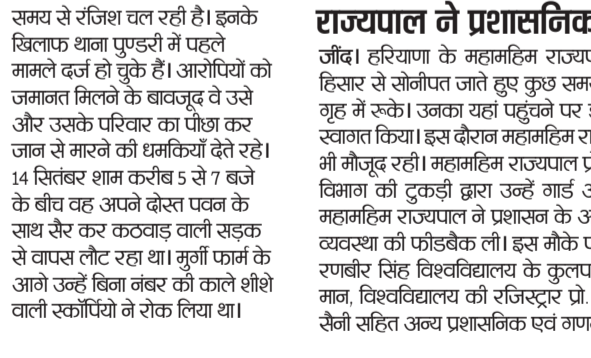 समय से रंजिश चल रही है। इनके
खिलाफ थाना पुण्डरी में पहले
मामले दर्ज हो चुके हैं। आरोपियों को
जमानत मिलने के बावजूद वे उसे
और उसके परिवार का पीछा कर
जान से मारने की धमकियाँ देते रहे।
14 सितंबर शाम करीब 5 से 7 बजे
के बीच वह अपने दोस्त पवन के
साथ सैर कर कठवाड़ वाली सड़क
से वापस लौट रहा था। मुर्गी फार्म के
आगे उन्हें बिना नंबर की काले शीशे
वाली स्कॉर्पियो ने रोक लिया था।
राज्यपाल ने प्रशासनिक
जींद। हरियाणा के महामहिम
हिसार से सोनीपत जाते हुए कुछ
गृह में रूके। उनका यहां पहुंचने पर
स्वागत किया। इस दौरान महामहिम
भी मौजूद रही। महामहिम राज्यपाल
विभाग की टुकड़ी द्वारा उन्हें गार्ड
महामहिम राज्यपाल ने प्रशासन के
व्यवस्था की फीडबैक ली। इस मौके
रणबीर सिंह विश्वविद्यालय के
मान, विश्वविद्यालय की रजिस्ट्रार प्रो.
सैनी सहित अन्य प्रशासनिक एवं